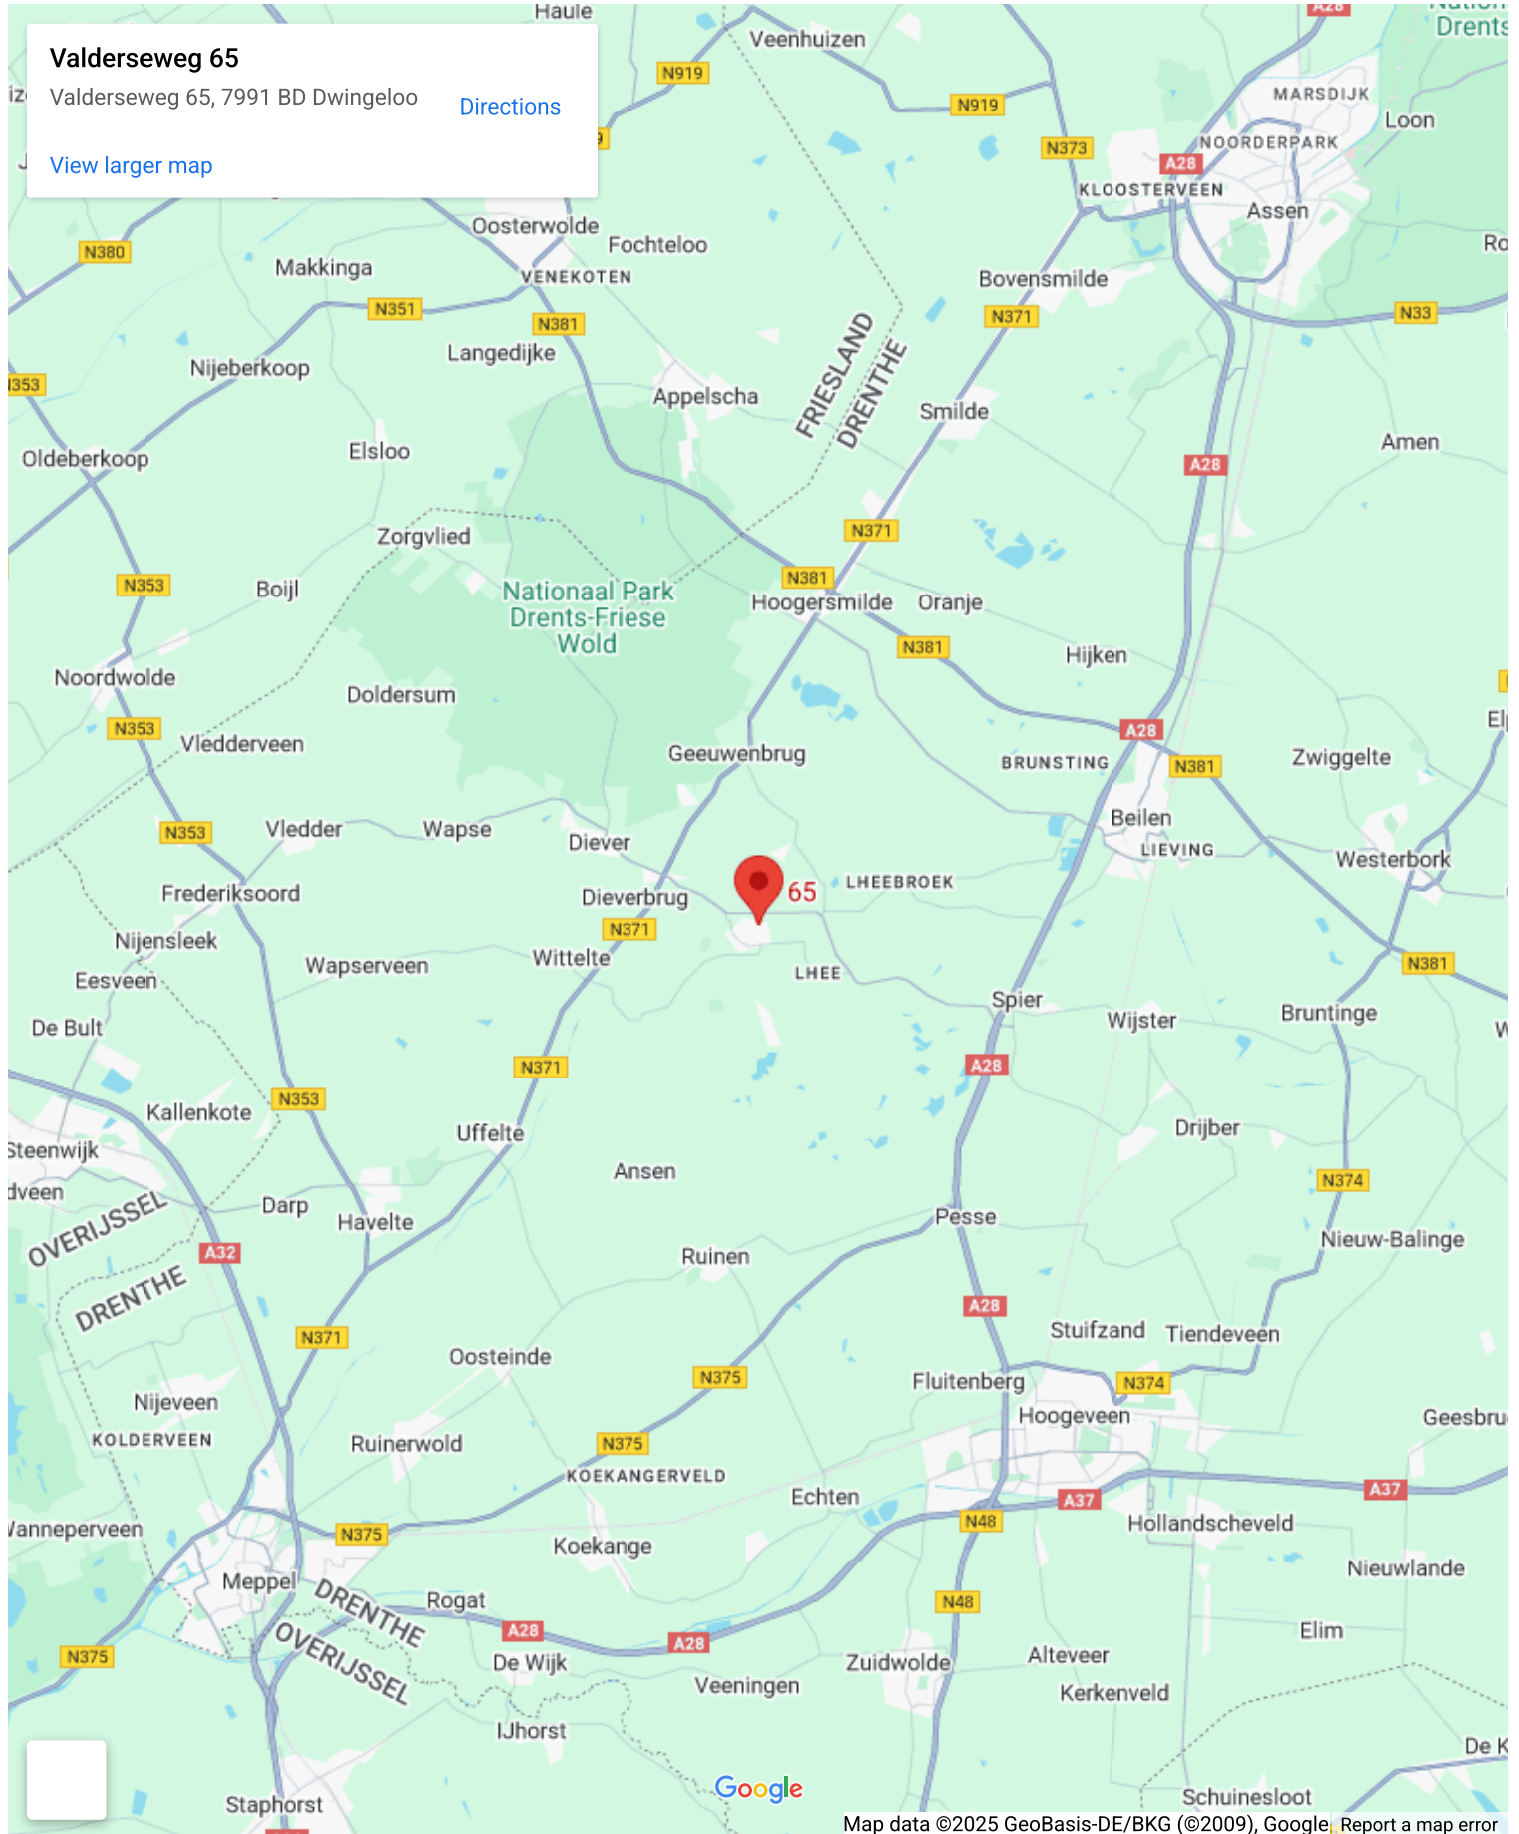 Haule
Veenhuizen
A28
Drents
Valderseweg 65
Valderseweg 65, 7991 BD Dwingeloo
Directions
View larger map
N919
N919
MARSDIJK
Loon
N373
NOORDERPARK
A28
KLOOSTERVEEN
Assen
Oosterwolde
Fochteloo
N380
Makkinga
VENEKOTEN
Bovensmilde
N351
N381
N371
N33
FRIESLAND
DRENTHE
Langedijke
Nijeberkoop
N353
Appelscha
Smilde
Oldeberkoop
Elsloo
A28
Amen
Zorgvlied
N371
N353
Boijl
Nationaal Park
Drents-Friese
Wold
N381
Hoogersmilde
Oranje
N381
Hijken
Noordwolde
Doldersum
N353
Vledderveen
A28
Geeuwenbrug
BRUNSTING
N381
Zwiggelte
Beilen
N353
Vledder
Wapse
Diever
LIEVING
Westerbork
Frederiksoord
Dieverbrug
65
LHEEBROEK
N371
Nijensleek
Wittelte
Wapserveen
LHEE
N381
Eesveen
Spier
De Bult
Wijster
Bruntinge
N371
A28
N353
Kallenkote
Uffelte
Drijber
Steenwijk
Ansen
N374
dveen
Darp
Havelte
Pesse
OVERIJSSEL
DRENTHE
A32
Ruinen
Nieuw-Balinge
A28
N371
Stuifzand
Tiendeveen
Oosteinde
N375
Fluitenberg
N374
Nijeveen
Hoogeveen
Geesbru
KOLDERVEEN
Ruinerwold
N375
KOEKANGERVELD
A37
Echten
A37
Wanneperveen
N375
N48
Hollandscheveld
Koekange
Nieuwlande
Meppel
DRENTHE
OVERIJSSEL
Rogat
N48
A28
A28
Elim
N375
De Wijk
Zuidwolde
Alteveer
Veeningen
Kerkenveld
IJhorst
De K
Google
Staphorst
Schuinesloot
Map data ©2025 GeoBasis-DE/BKG (©2009), Google
Report a map error